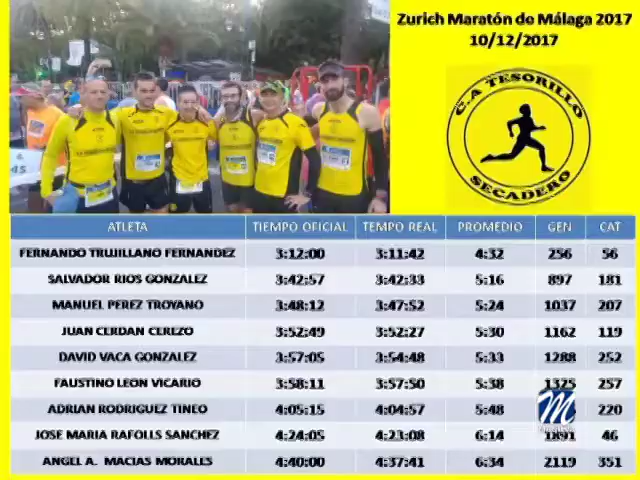 Zurich Maratón de Málaga 2017
10/12/2017
C.A TESORILLO
SECADERO
ATLETA TIEMPO OFICIAL TIEMPO REAL PROMEDIO GEN CAT
FERNANDO TRUJILLANO FERNANDEZ 3:12:00 3:11:42 4:32 256 56
SALVADOR RIOS GONZALEZ 3:42:57 3:42:33 5:16 897 181
MANUEL PEREZ TROYANO 3:48:12 3:47:52 5:24 1037 207
JUAN CERDAN CEREZO 3:52:49 3:52:27 5:30 1162 119
DAVID VACA GONZALEZ 3:57:05 3:54:48 5:33 1288 252
FAUSTINO LEON VICARIO 3:58:11 3:57:50 5:38 1325 257
ADRIAN RODRIGUEZ TINEO 4:05:15 4:04:57 5:48 220
JOSE MARIA RAFOLLS SANCHEZ 4:24:05 4:23:08 6:14 1891 46
ANGEL A. MACIAS MORALES 4:40:00 4:37:41 6:34 2119 351